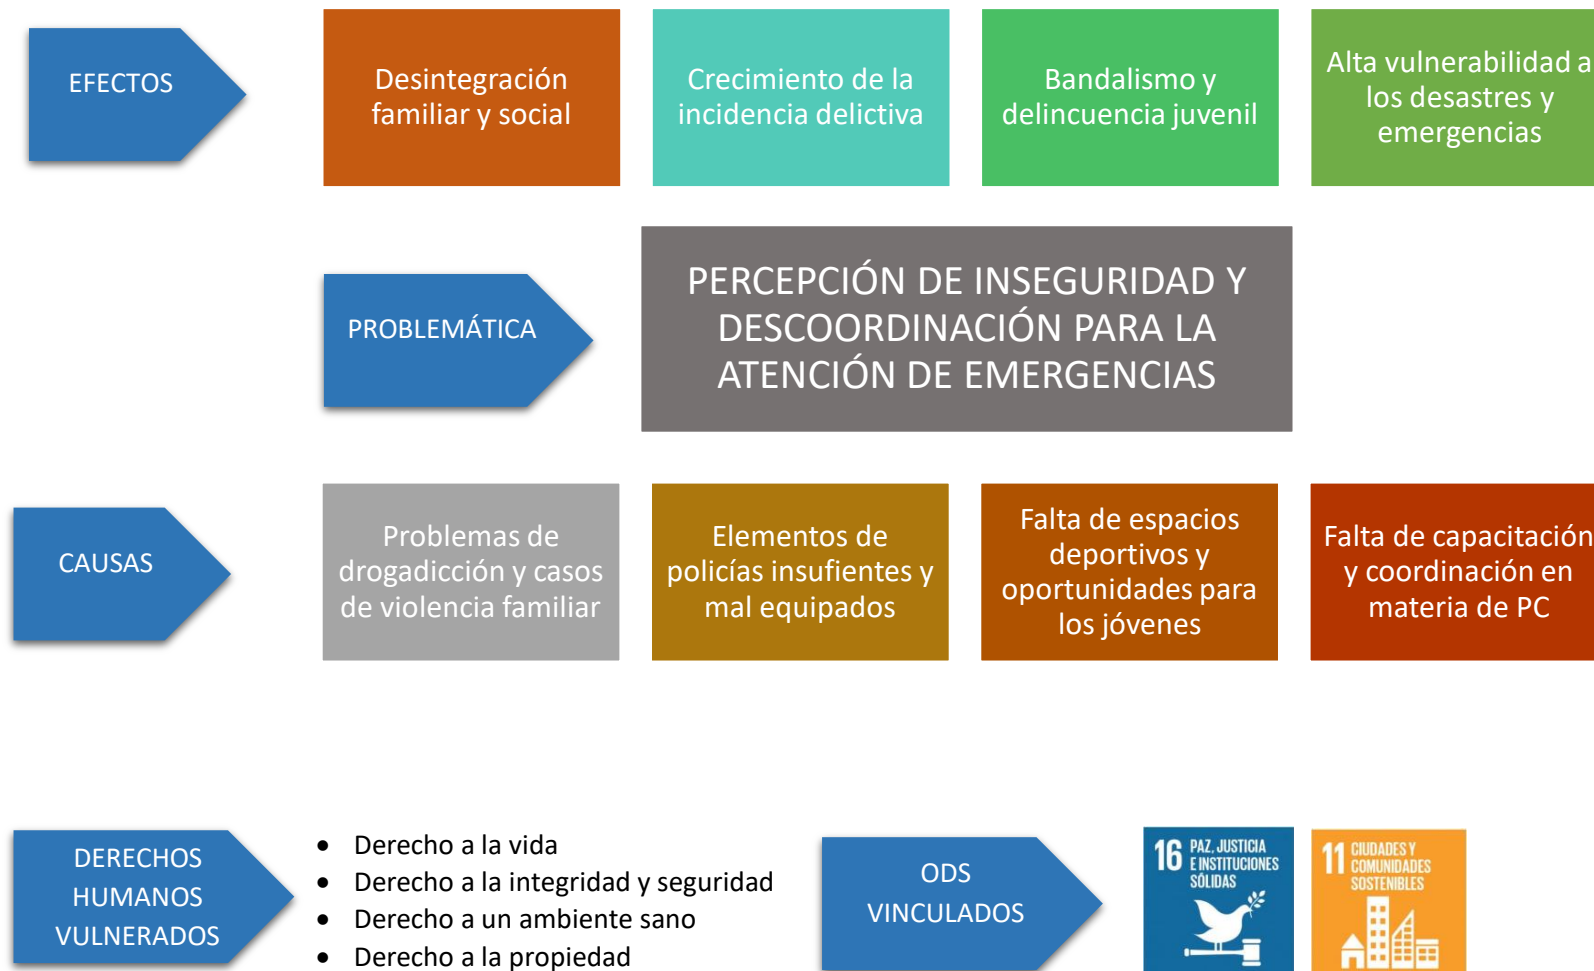 EFECTOS
Desintegración
familiar y social
Crecimiento de la
incidencia delictiva
Bandalismo y
delincuencia juvenil
Alta vulnerabilidad a
los desastres y
emergencias
PROBLEMÁTICA
PERCEPCIÓN DE INSEGURIDAD Y
DESCOORDINACIÓN PARA LA
ATENCIÓN DE EMERGENCIAS
CAUSAS
Problemas de
drogadicción y casos
de violencia familiar
Elementos de
policías insufientes y
mal equipados
Falta de espacios
deportivos y
oportunidades para
los jóvenes
Falta de capacitación
y coordinación en
materia de PC
DERECHOS
HUMANOS
VULNERADOS
• Derecho a la vida
• Derecho a la integridad y seguridad
• Derecho a un ambiente sano
• Derecho a la propiedad
ODS
VINCULADOS
16 PAZ, JUSTICIA
E INSTITUCIONES
SÓLIDAS
11 CIUDADES Y
COMUNIDADES
SOSTENIBLES